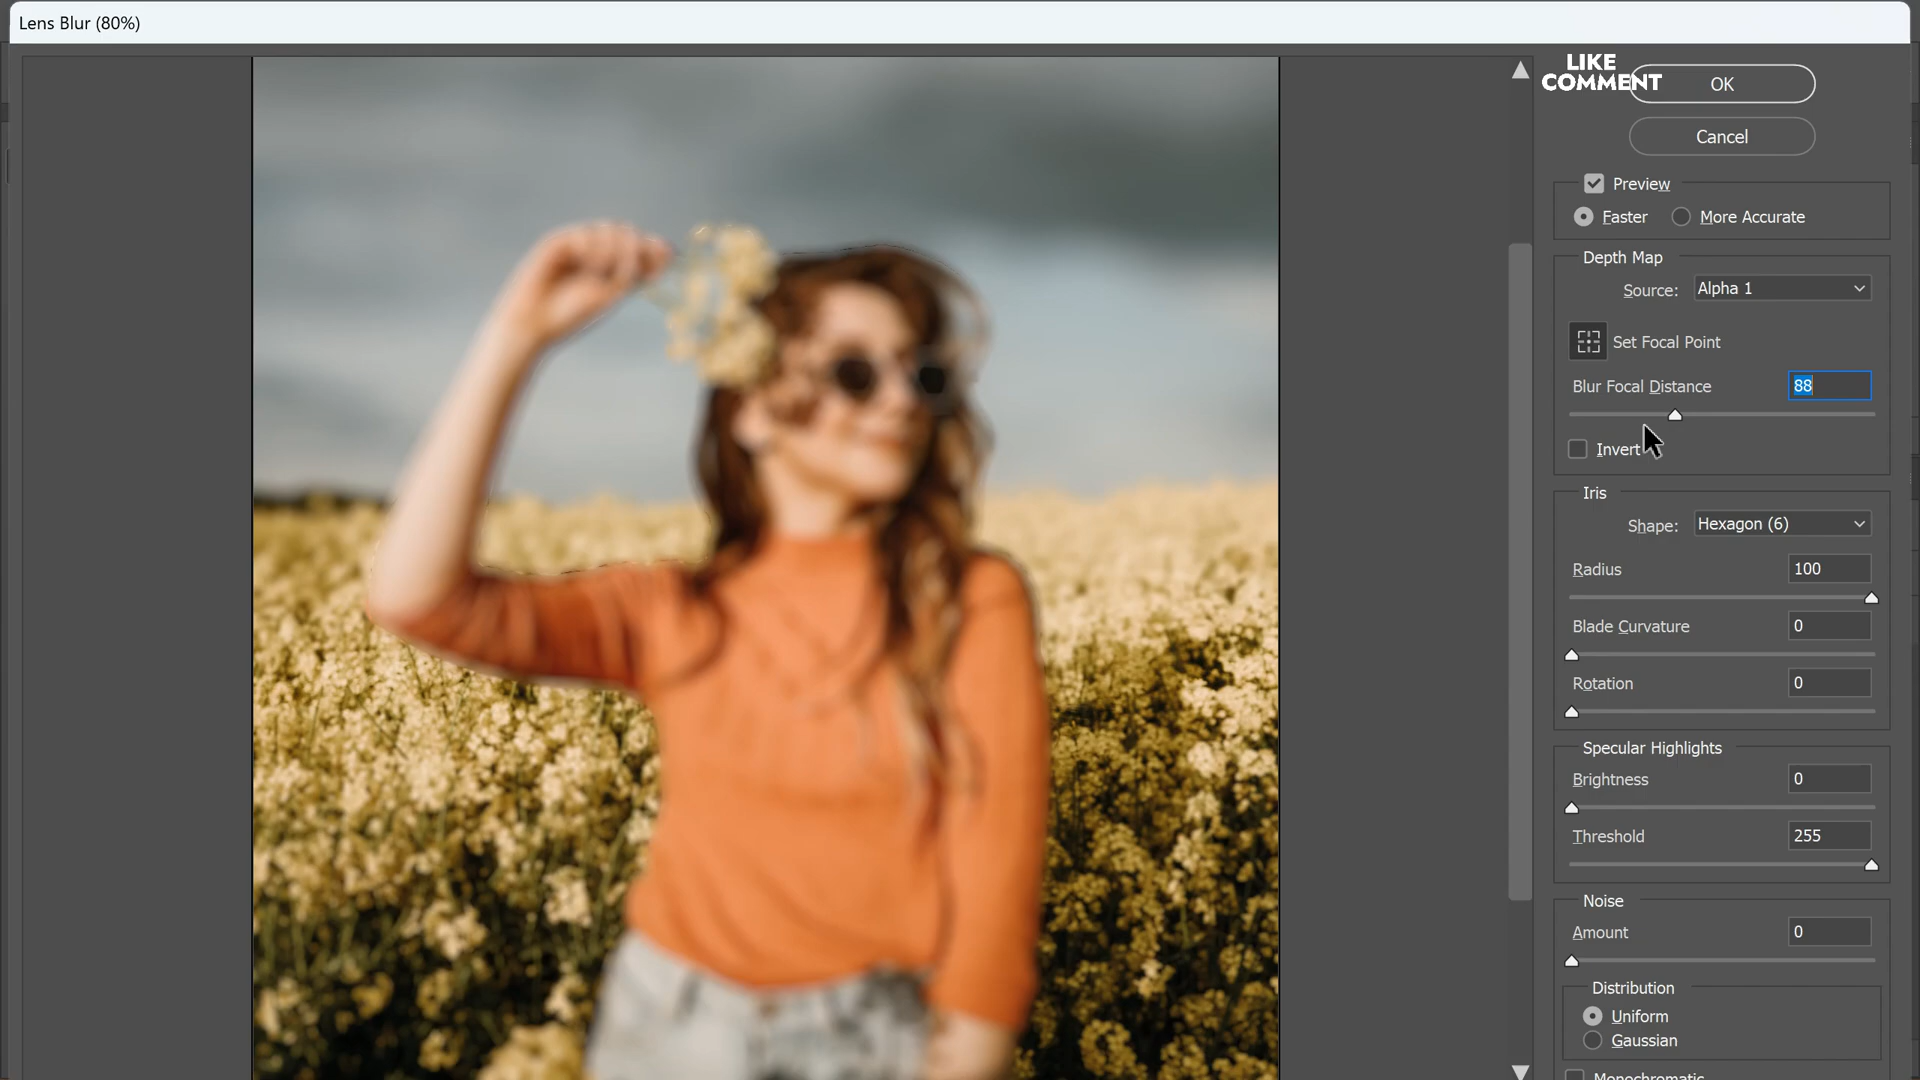 Lens Blur (80%)
LIKE
COMMENT
OK
Cancel
Preview
Faster
More Accurate
Depth Map
Source: Alpha 1
Set Focal Point
Blur Focal Distance 88
Invert
Iris
Shape: Hexagon (6)
Radius 100
Blade Curvature 0
Rotation 0
Specular Highlights
Brightness 0
Threshold 255
Noise
Amount 0
Distribution
Uniform
Gaussian
Monochromatic